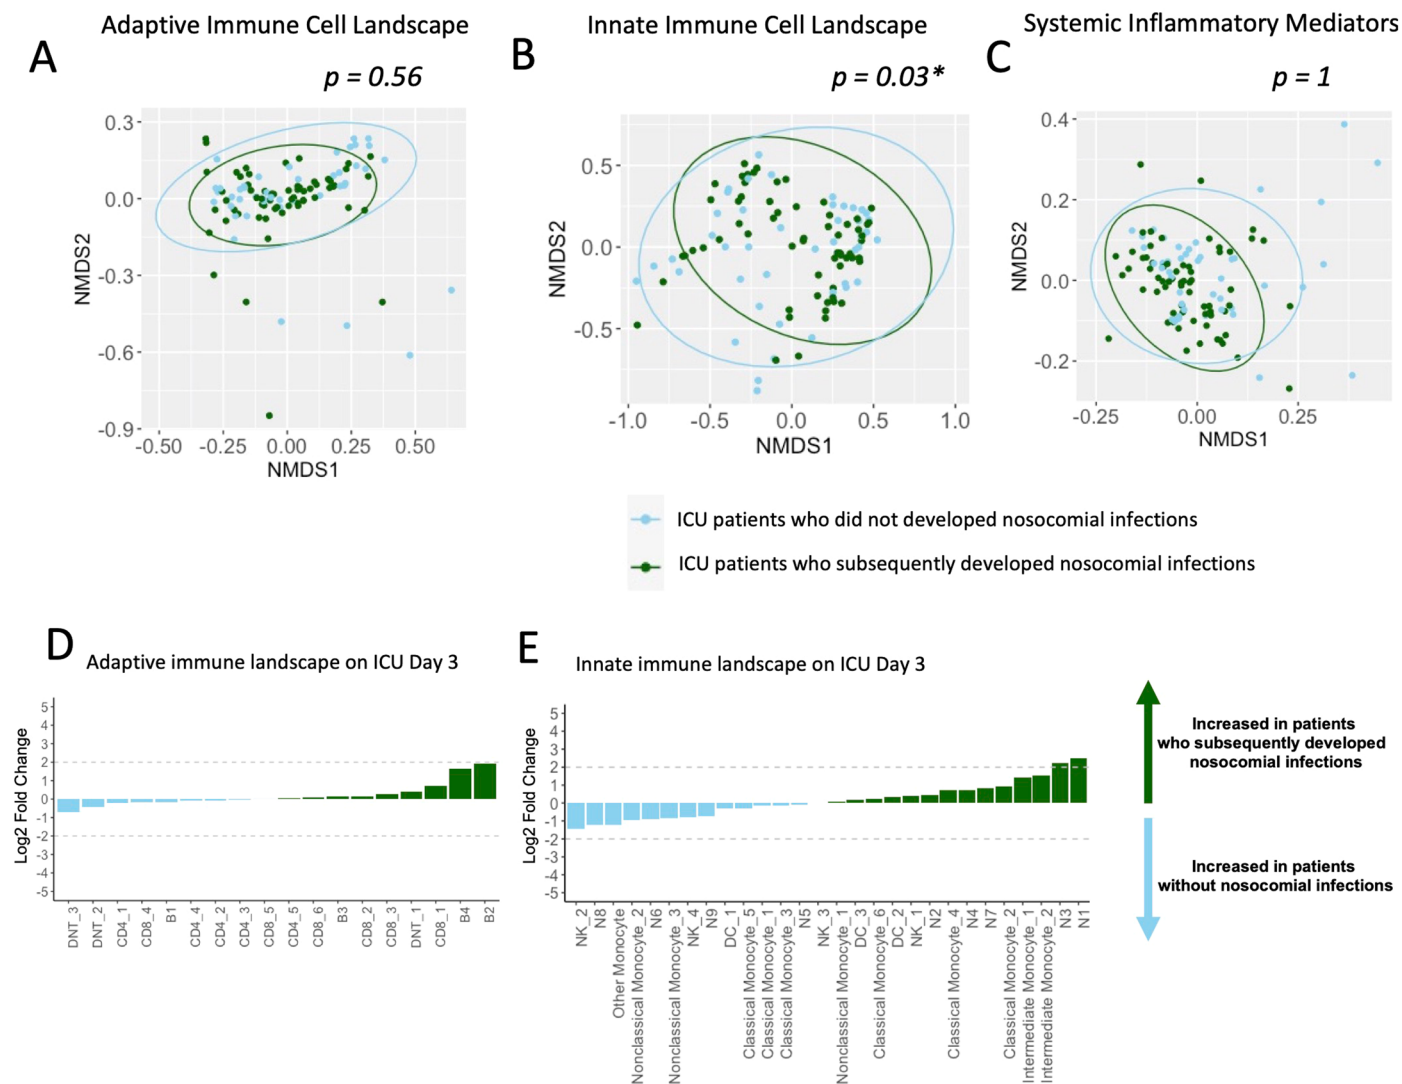 Adaptive Immune Cell Landscape
Innate Immune Cell Landscape
Systemic Inflammatory Mediators
A
B
C
p = 0.56
p = 0.03*
p = 1
0.3
0.0
-0.3
-0.6
-0.9
NMDS2
-0.50
-0.25
0.00
0.25
0.50
NMDS1
0.5
0.0
-0.5
NMDS2
-1.0
-0.5
0.0
0.5
1.0
NMDS1
0.4
0.2
0.0
-0.2
NMDS2
-0.25
0.00
0.25
NMDS1
ICU patients who did not developed nosocomial infections
ICU patients who subsequently developed nosocomial infections
D
Adaptive immune landscape on ICU Day 3
Log2 Fold Change
5
4
3
2
1
0
-1
-2
-3
-4
-5
DNT_3
DNT_2
CD4_1
CD8_4
B1
CD4_4
CD4_2
CD4_3
CD8_5
CD4_5
CD8_6
B3
CD8_2
CD8_3
DNT_1
CD8_1
B4
B2
E
Innate immune landscape on ICU Day 3
Log2 Fold Change
5
4
3
2
1
0
-1
-2
-3
-4
-5
NK_2
N8
Other Monocyte
Nonclassical Monocyte_2
N6
Nonclassical Monocyte_3
NK_4
N9
DC_1
Classical Monocyte_5
Classical Monocyte_1
Classical Monocyte_3
N5
NK_3
Nonclassical Monocyte_1
DC_3
Classical Monocyte_6
DC_2
NK_1
N2
Classical Monocyte_4
N4
N7
Classical Monocyte_2
Intermediate Monocyte_1
Intermediate Monocyte_2
N3
N1
Increased in patients
who subsequently developed
nosocomial infections
Increased in patients
without nosocomial infections